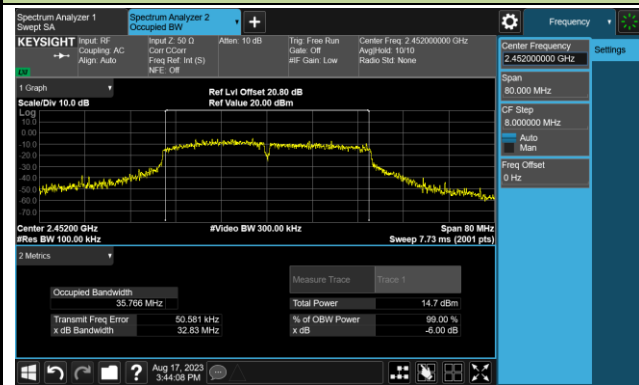 Spectrum Analyzer 1
Swept SA
Spectrum Analyzer 2
Occupied BW
Frequency
KEYSIGHT
Input: RF
Coupling: AC
Align: Auto
Input Z: 50 Ω
Corr CCorr
Freq Ref: Int (S)
NFE: Off
Atten: 10 dB
Trig: Free Run
Gate: Off
#IF Gain: Low
Center Freq: 2.452000000 GHz
Avg|Hold: 10/10
Radio Std: None
Center Frequency
2.452000000 GHz
Settings
Span
80.000 MHz
CF Step
8.000000 MHz
Auto
Man
Freq Offset
0 Hz
1 Graph
Scale/Div 10.0 dB
Ref Lvl Offset 20.80 dB
Ref Value 20.00 dBm
Log
10.0
0.00
-10.0
-20.0
-30.0
-40.0
-50.0
-60.0
-70.0
Center 2.45200 GHz
#Video BW 300.00 kHz
Span 80 MHz
#Res BW 100.00 kHz
Sweep 7.73 ms (2001 pts)
2 Metrics
Measure Trace
Trace 1
Occupied Bandwidth
35.766 MHz
Total Power
14.7 dBm
Transmit Freq Error
50.581 kHz
% of OBW Power
99.00 %
x dB Bandwidth
32.83 MHz
x dB
-6.00 dB
Aug 17, 2023
3:44:08 PM